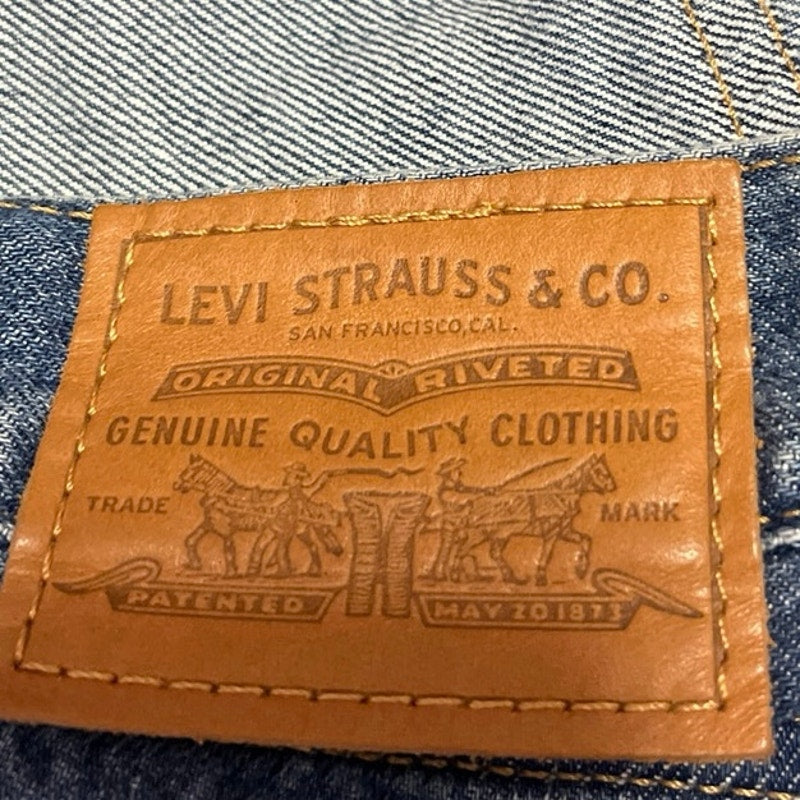 LEVI STRAUSS & CO.
SAN FRANCISCO, CAL.
ORIGINAL RIVETED
GENUINE QUALITY CLOTHING
TRADE MARK
PATENTED MAY 20 1873